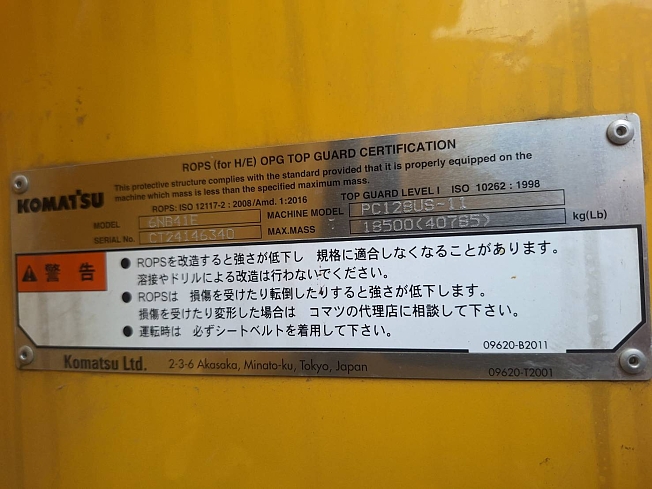 ROPS (for H/E) OPG TOP GUARD CERTIFICATION
This protective structure complies with the standard provided that it is properly equipped on the
machine which mass is less than the specified maximum mass.
KOMATSU
ROPS: ISO 12117-2 : 2008/Amd. 1:2016 TOP GUARD LEVEL I ISO 10262 : 1998
MODEL 6NB41E MACHINE MODEL PC128US-11
SERIAL No. CT24146340 MAX.MASS 18500(40785) kg(Lb)
警告
● ROPSを改造すると強さが低下し 規格に適合しなくなることがあります。
溶接やドリルによる改造は行わないでください。
● ROPSは 損傷を受けたり転倒したりすると強さが低下します。
損傷を受けたり変形した場合は コマツの代理店に相談して下さい。
● 運転時は 必ずシートベルトを着用して下さい。
09620-B2011
Komatsu Ltd. 2-3-6 Akasaka, Minato-ku, Tokyo, Japan 09620-T2001